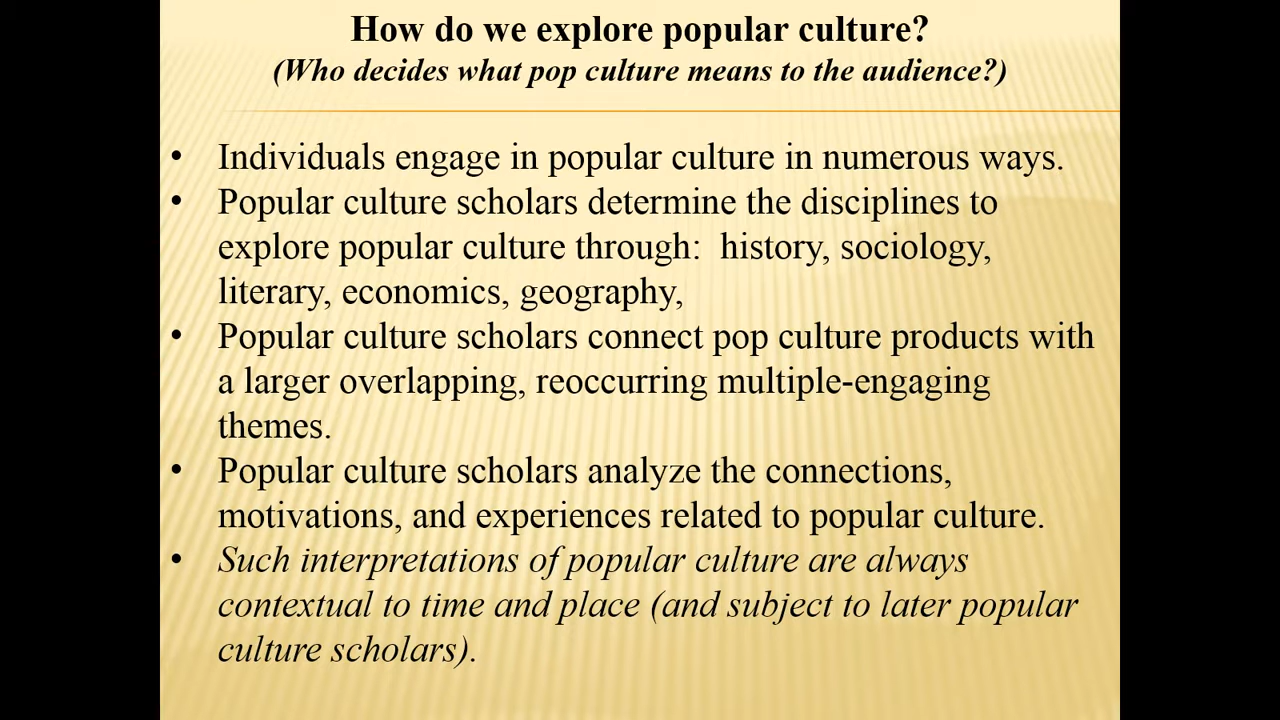 How do we explore popular culture?
(Who decides what pop culture means to the audience?)
• Individuals engage in popular culture in numerous ways.
• Popular culture scholars determine the disciplines to
explore popular culture through:  history, sociology,
literary, economics, geography,
• Popular culture scholars connect pop culture products with
a larger overlapping, reoccurring multiple-engaging
themes.
• Popular culture scholars analyze the connections,
motivations, and experiences related to popular culture.
• Such interpretations of popular culture are always
contextual to time and place (and subject to later popular
culture scholars).